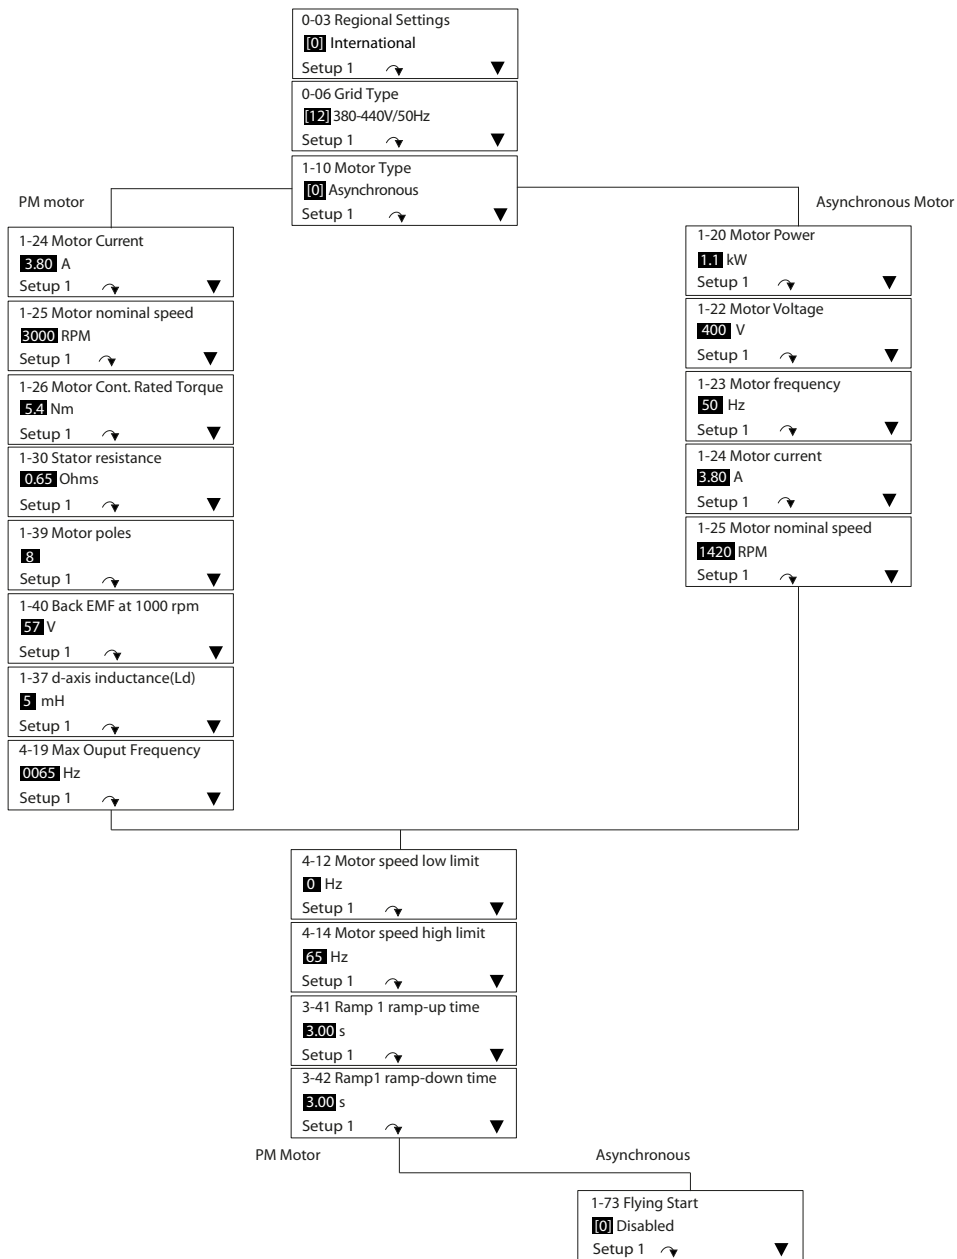 0-03 Regional Settings
[0] International
Setup 1
0-06 Grid Type
[12] 380-440V/50Hz
Setup 1
1-10 Motor Type
[0] Asynchronous
Setup 1
PM motor
Asynchronous Motor
1-24 Motor Current
3.80 A
Setup 1
1-25 Motor nominal speed
3000 RPM
Setup 1
1-26 Motor Cont. Rated Torque
5.4 Nm
Setup 1
1-30 Stator resistance
0.65 Ohms
Setup 1
1-39 Motor poles
8
Setup 1
1-40 Back EMF at 1000 rpm
57 V
Setup 1
1-37 d-axis inductance(Ld)
5 mH
Setup 1
4-19 Max Ouput Frequency
0065 Hz
Setup 1
1-20 Motor Power
1.1 kW
Setup 1
1-22 Motor Voltage
400 V
Setup 1
1-23 Motor frequency
50 Hz
Setup 1
1-24 Motor current
3.80 A
Setup 1
1-25 Motor nominal speed
1420 RPM
Setup 1
4-12 Motor speed low limit
0 Hz
Setup 1
4-14 Motor speed high limit
65 Hz
Setup 1
3-41 Ramp 1 ramp-up time
3.00 s
Setup 1
3-42 Ramp1 ramp-down time
3.00 s
Setup 1
PM Motor
Asynchronous
1-73 Flying Start
[0] Disabled
Setup 1